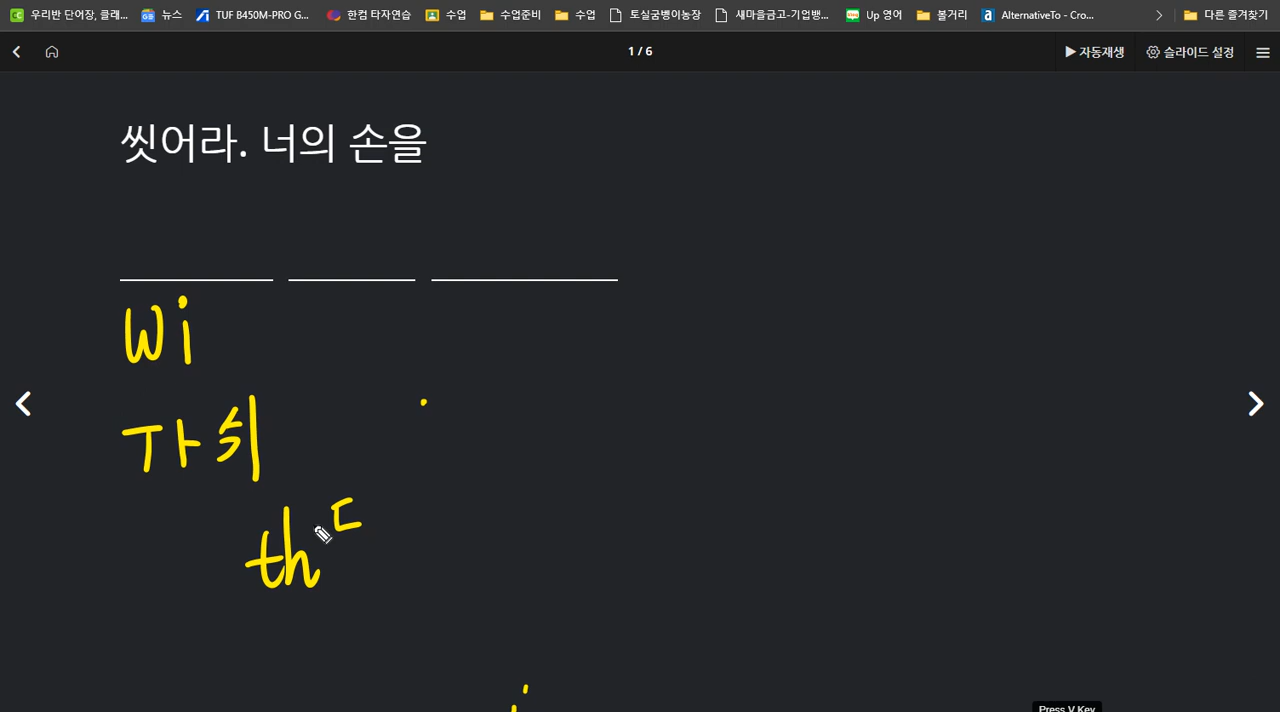 우리반 단어장, 클래... 뉴스 TUF B450M-PRO G... 한컴 타자연습 수업 수업준비 수업 토실굼벵이농장 새마을금고-기업뱅... Up 영어 볼거리 AlternativeTo - Cro... 다른 즐겨찾기
1 / 6 자동재생 슬라이드 설정
씻어라. 너의 손을
Wi
th ㄷ
Press V Key